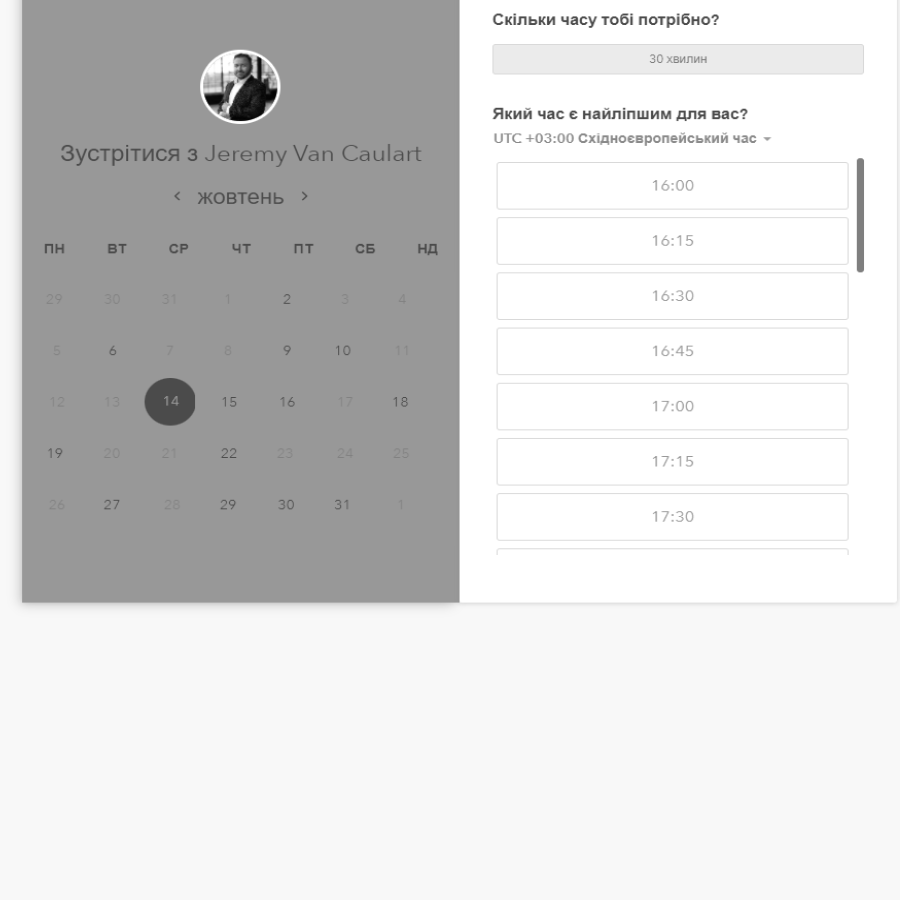 Зустрітися з Jeremy Van Caulart
жовтень
ПН ВТ СР ЧТ ПТ СБ НД
29 30 31 1 2 3 4
5 6 7 8 9 10 11
12 13 14 15 16 17 18
19 20 21 22 23 24 25
26 27 28 29 30 31 1
Скільки часу тобі потрібно?
30 хвилин
Який час є найліпшим для вас?
UTC +03:00 Східноєвропейський час
16:00
16:15
16:30
16:45
17:00
17:15
17:30